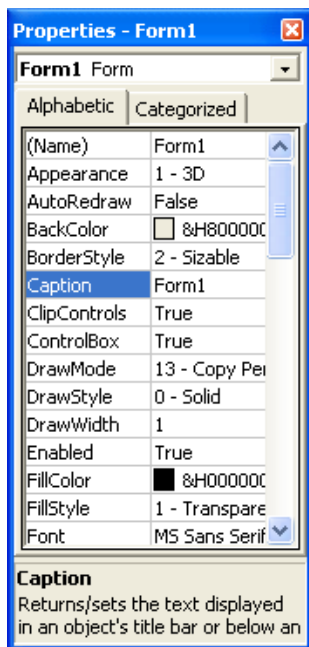 Properties - Form1
Form1 Form
Alphabetic Categorized
(Name) Form1
Appearance 1 - 3D
AutoRedraw False
BackColor &H800000
BorderStyle 2 - Sizable
Caption Form1
ClipControls True
ControlBox True
DrawMode 13 - Copy Pe
DrawStyle 0 - Solid
DrawWidth 1
Enabled True
FillColor &H000000
FillStyle 1 - Transpare
Font MS Sans Serif
Caption
Returns/sets the text displayed
in an object's title bar or below an